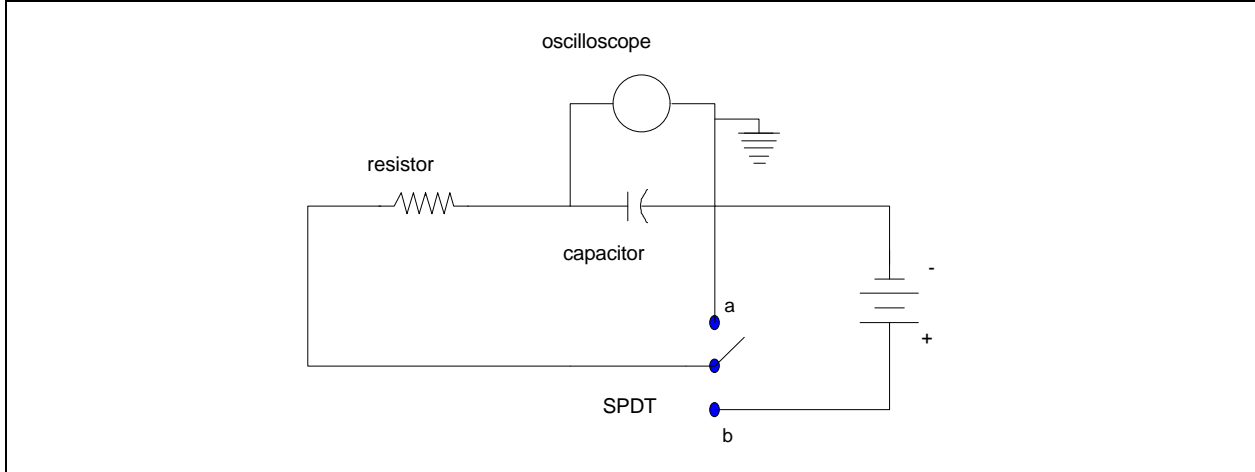 oscilloscope
resistor
capacitor
-
a
+
SPDT
b